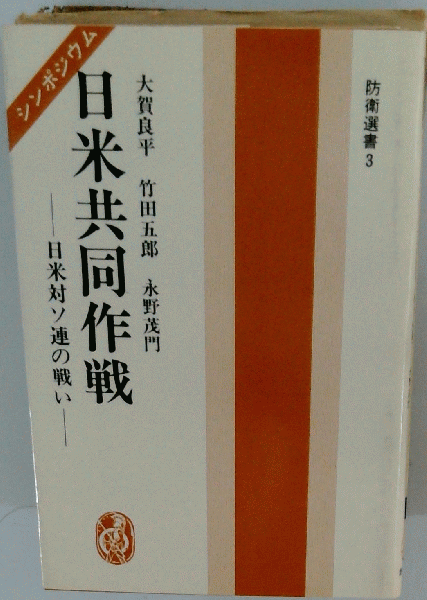 防衛選書3
大賀良平 竹田五郎 永野茂門
シンポジウム
日米共同作戦
―日米対ソ連の戦い―